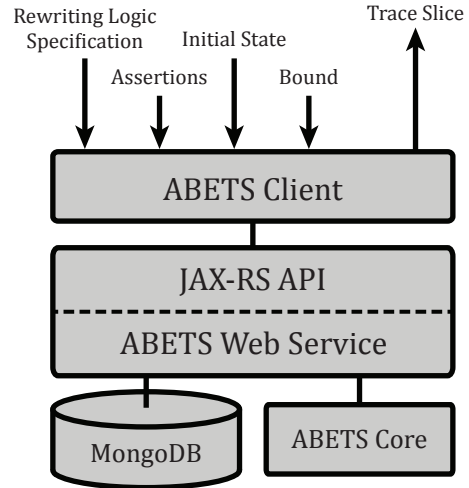 Rewriting Logic
Specification
Initial State
Trace Slice
Assertions
Bound
ABETS Client
JAX-RS API
ABETS Web Service
MongoDB
ABETS Core